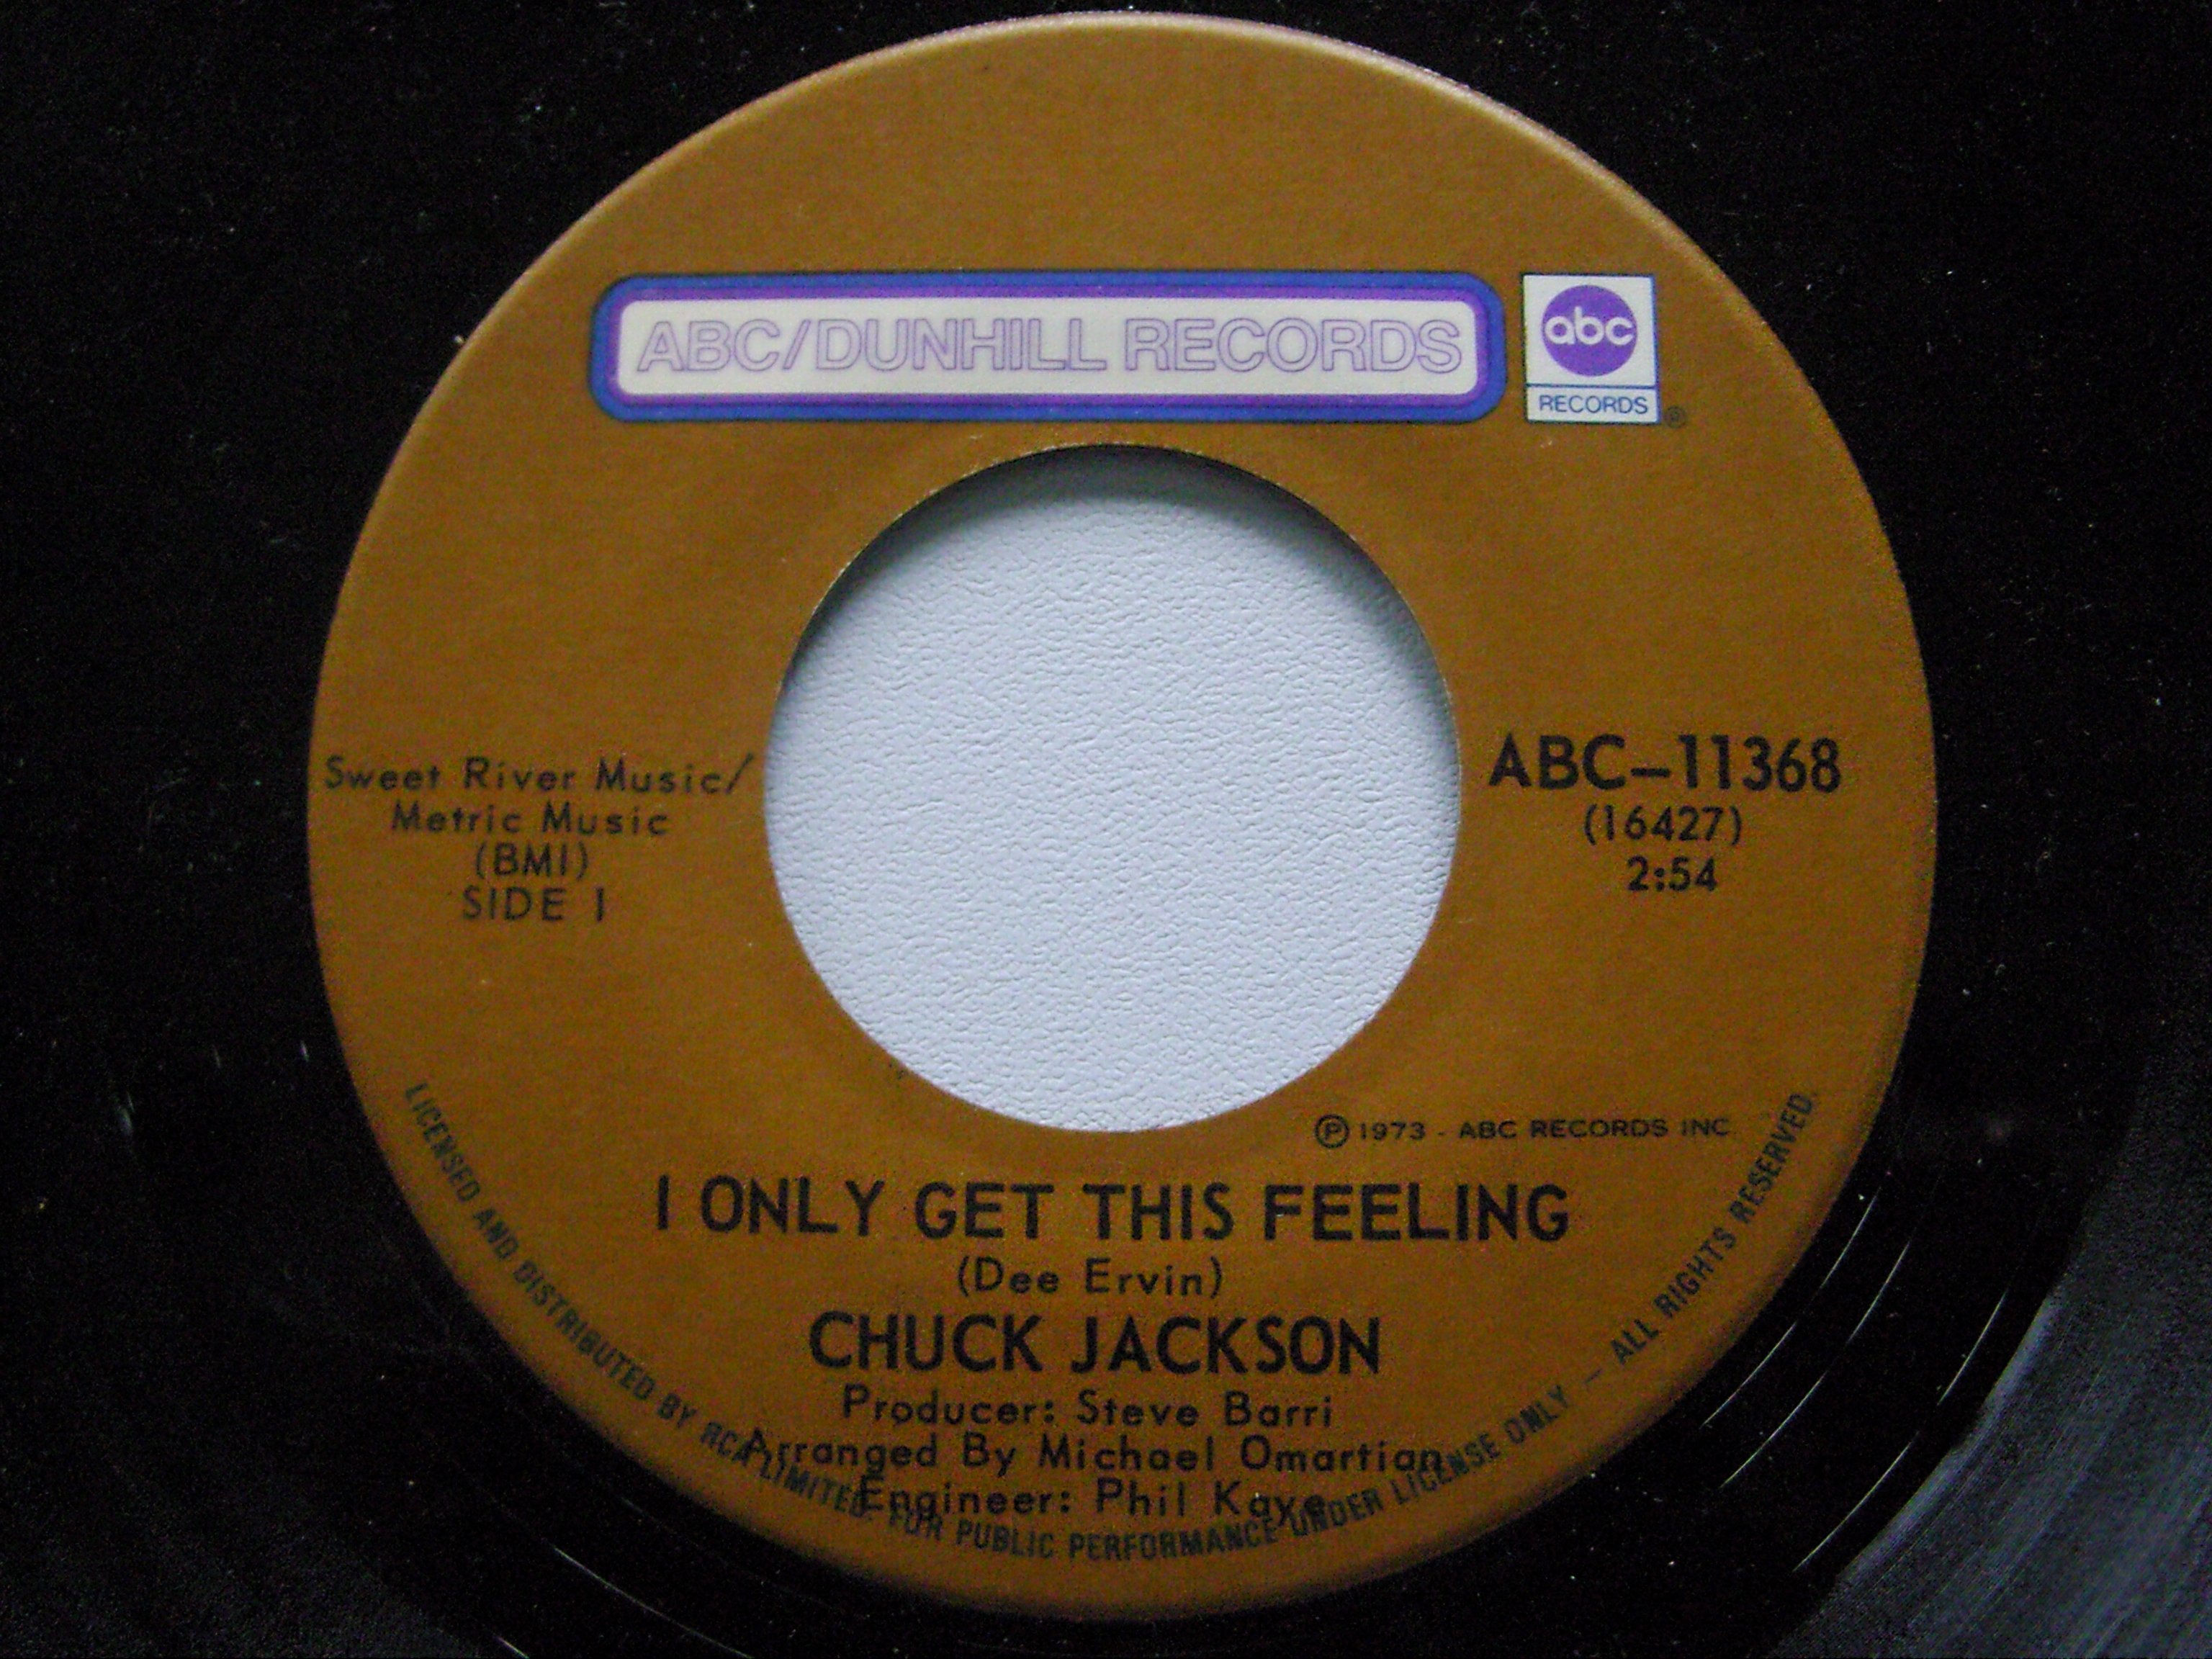 ABC/DUNHILL RECORDS
abc
RECORDS
®
Sweet River Music/
Metric Music
(BMI)
SIDE 1
ABC-11368
(16427)
2:54
℗ 1973 - ABC RECORDS INC
I ONLY GET THIS FEELING
(Dee Ervin)
CHUCK JACKSON
Producer: Steve Barri
Arranged By Michael Omartian
Engineer: Phil Kaye
LICENSED AND DISTRIBUTED BY RCA LIMITED. FOR PUBLIC PERFORMANCE UNDER LICENSE ONLY - ALL RIGHTS RESERVED.